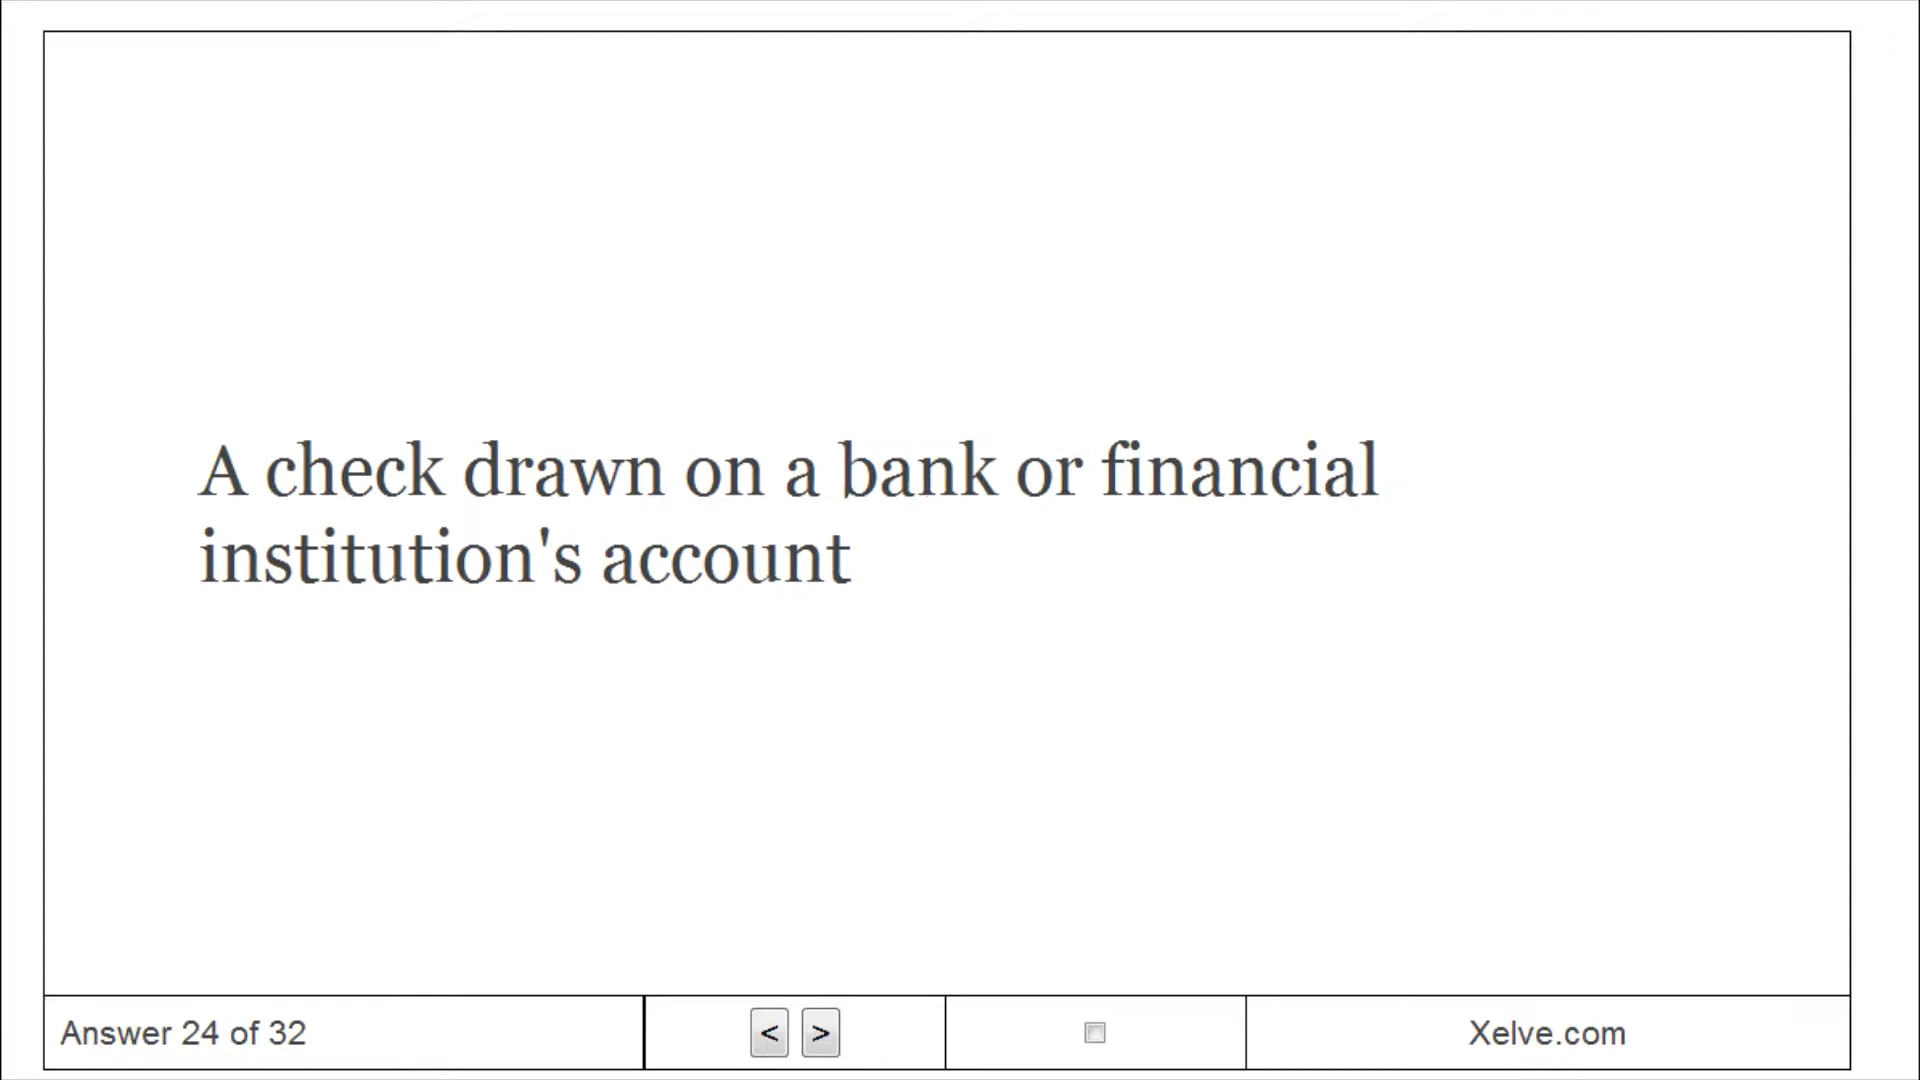 A check drawn on a bank or financial
institution's account
Answer 24 of 32
<
>
Xelve.com